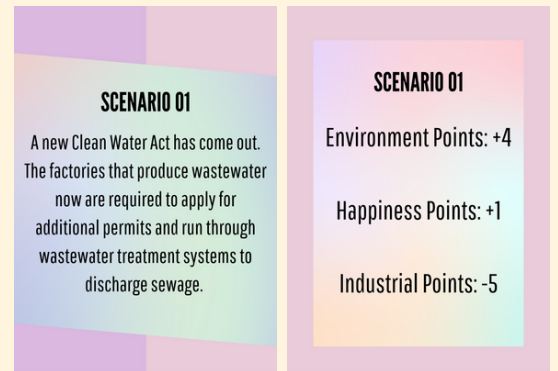 SCENARIO 01
A new Clean Water Act has come out.
The factories that produce wastewater
now are required to apply for
additional permits and run through
wastewater treatment systems to
discharge sewage.
SCENARIO 01
Environment Points: +4
Happiness Points: +1
Industrial Points: -5